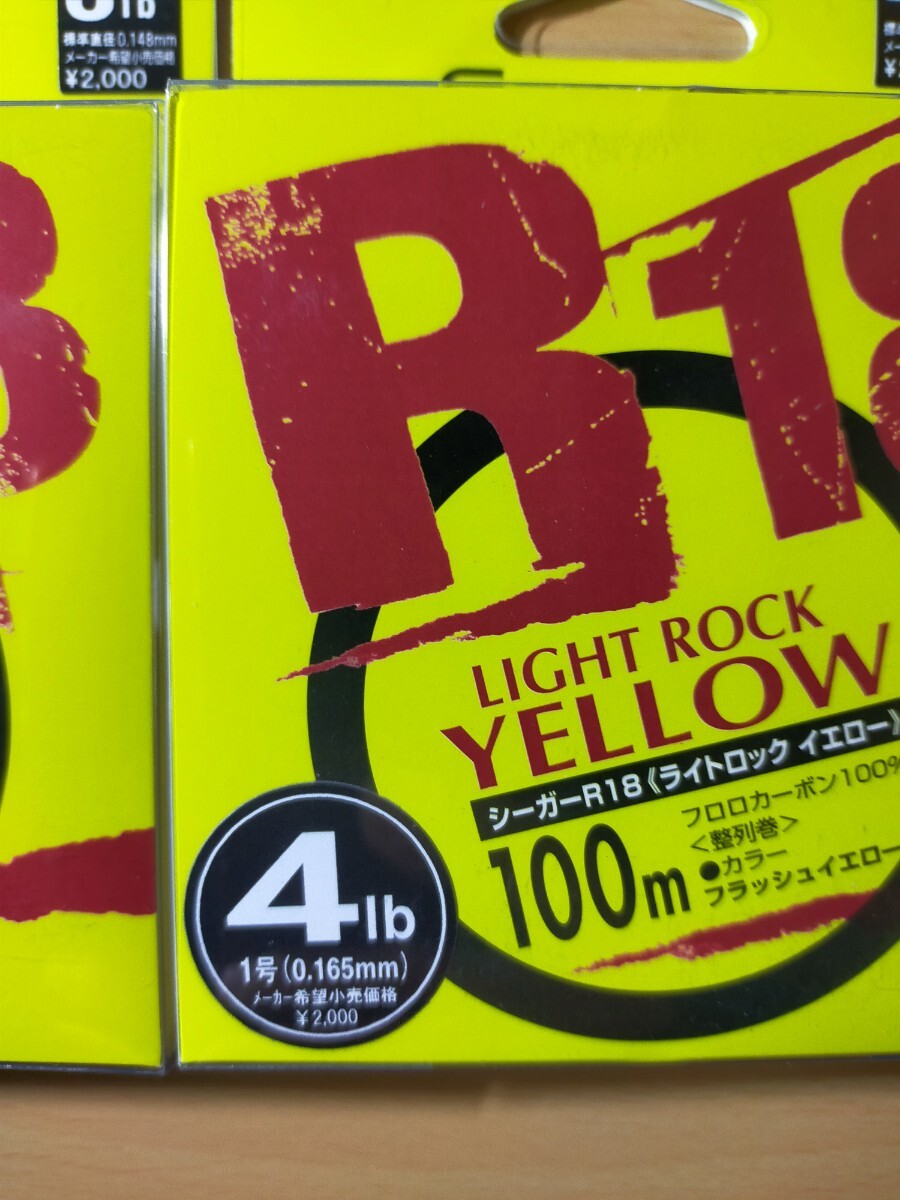 lb
標準直径0.148mm
メーカー希望小売価格
¥2,000
R18
LIGHT ROCK
YELLOW
シーガーR18《ライトロック イエロー》
フロロカーボン100%
<整列巻>
100m
●カラー
フラッシュイエロー
4lb
1号(0.165mm)
メーカー希望小売価格
¥2,000